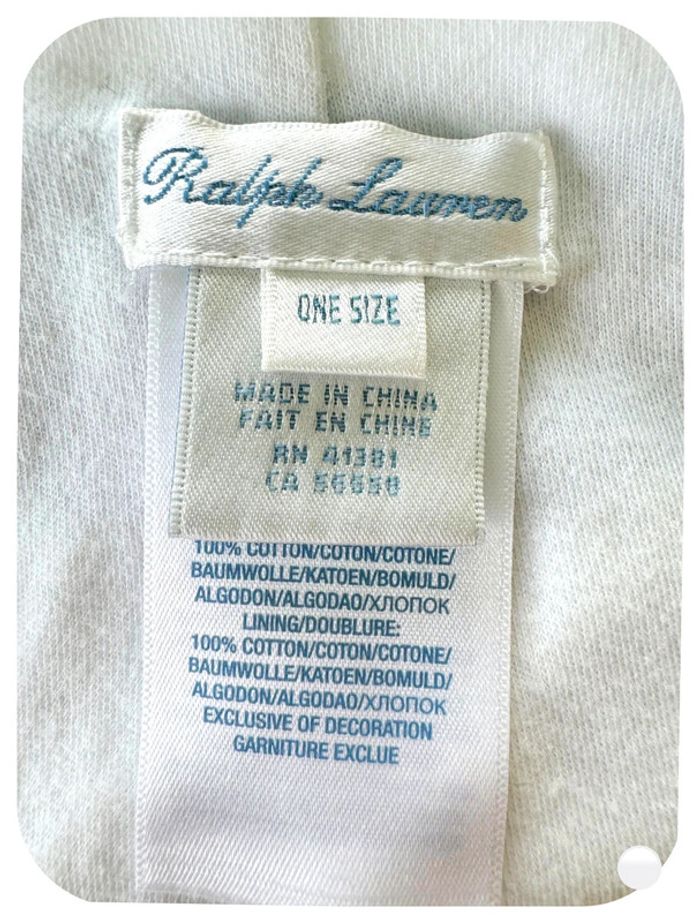 Ralph Lauren
ONE SIZE
MADE IN CHINA
FAIT EN CHINE
RN 41381
CA 56650
100% COTTON/COTON/COTONE/
BAUMWOLLE/KATOEN/BOMULD/
ALGODON/ALGODAO/ХЛОПОК
LINING/DOUBLURE:
100% COTTON/COTON/COTONE/
BAUMWOLLE/KATOEN/BOMULD/
ALGODON/ALGODAO/ХЛОПОК
EXCLUSIVE OF DECORATION
GARNITURE EXCLUE